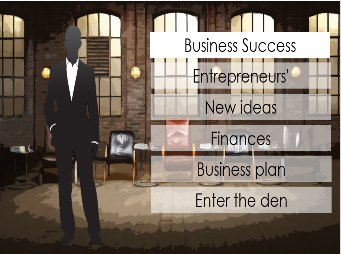 Business Success
Entrepreneurs'
New ideas
Finances
Business plan
Enter the den